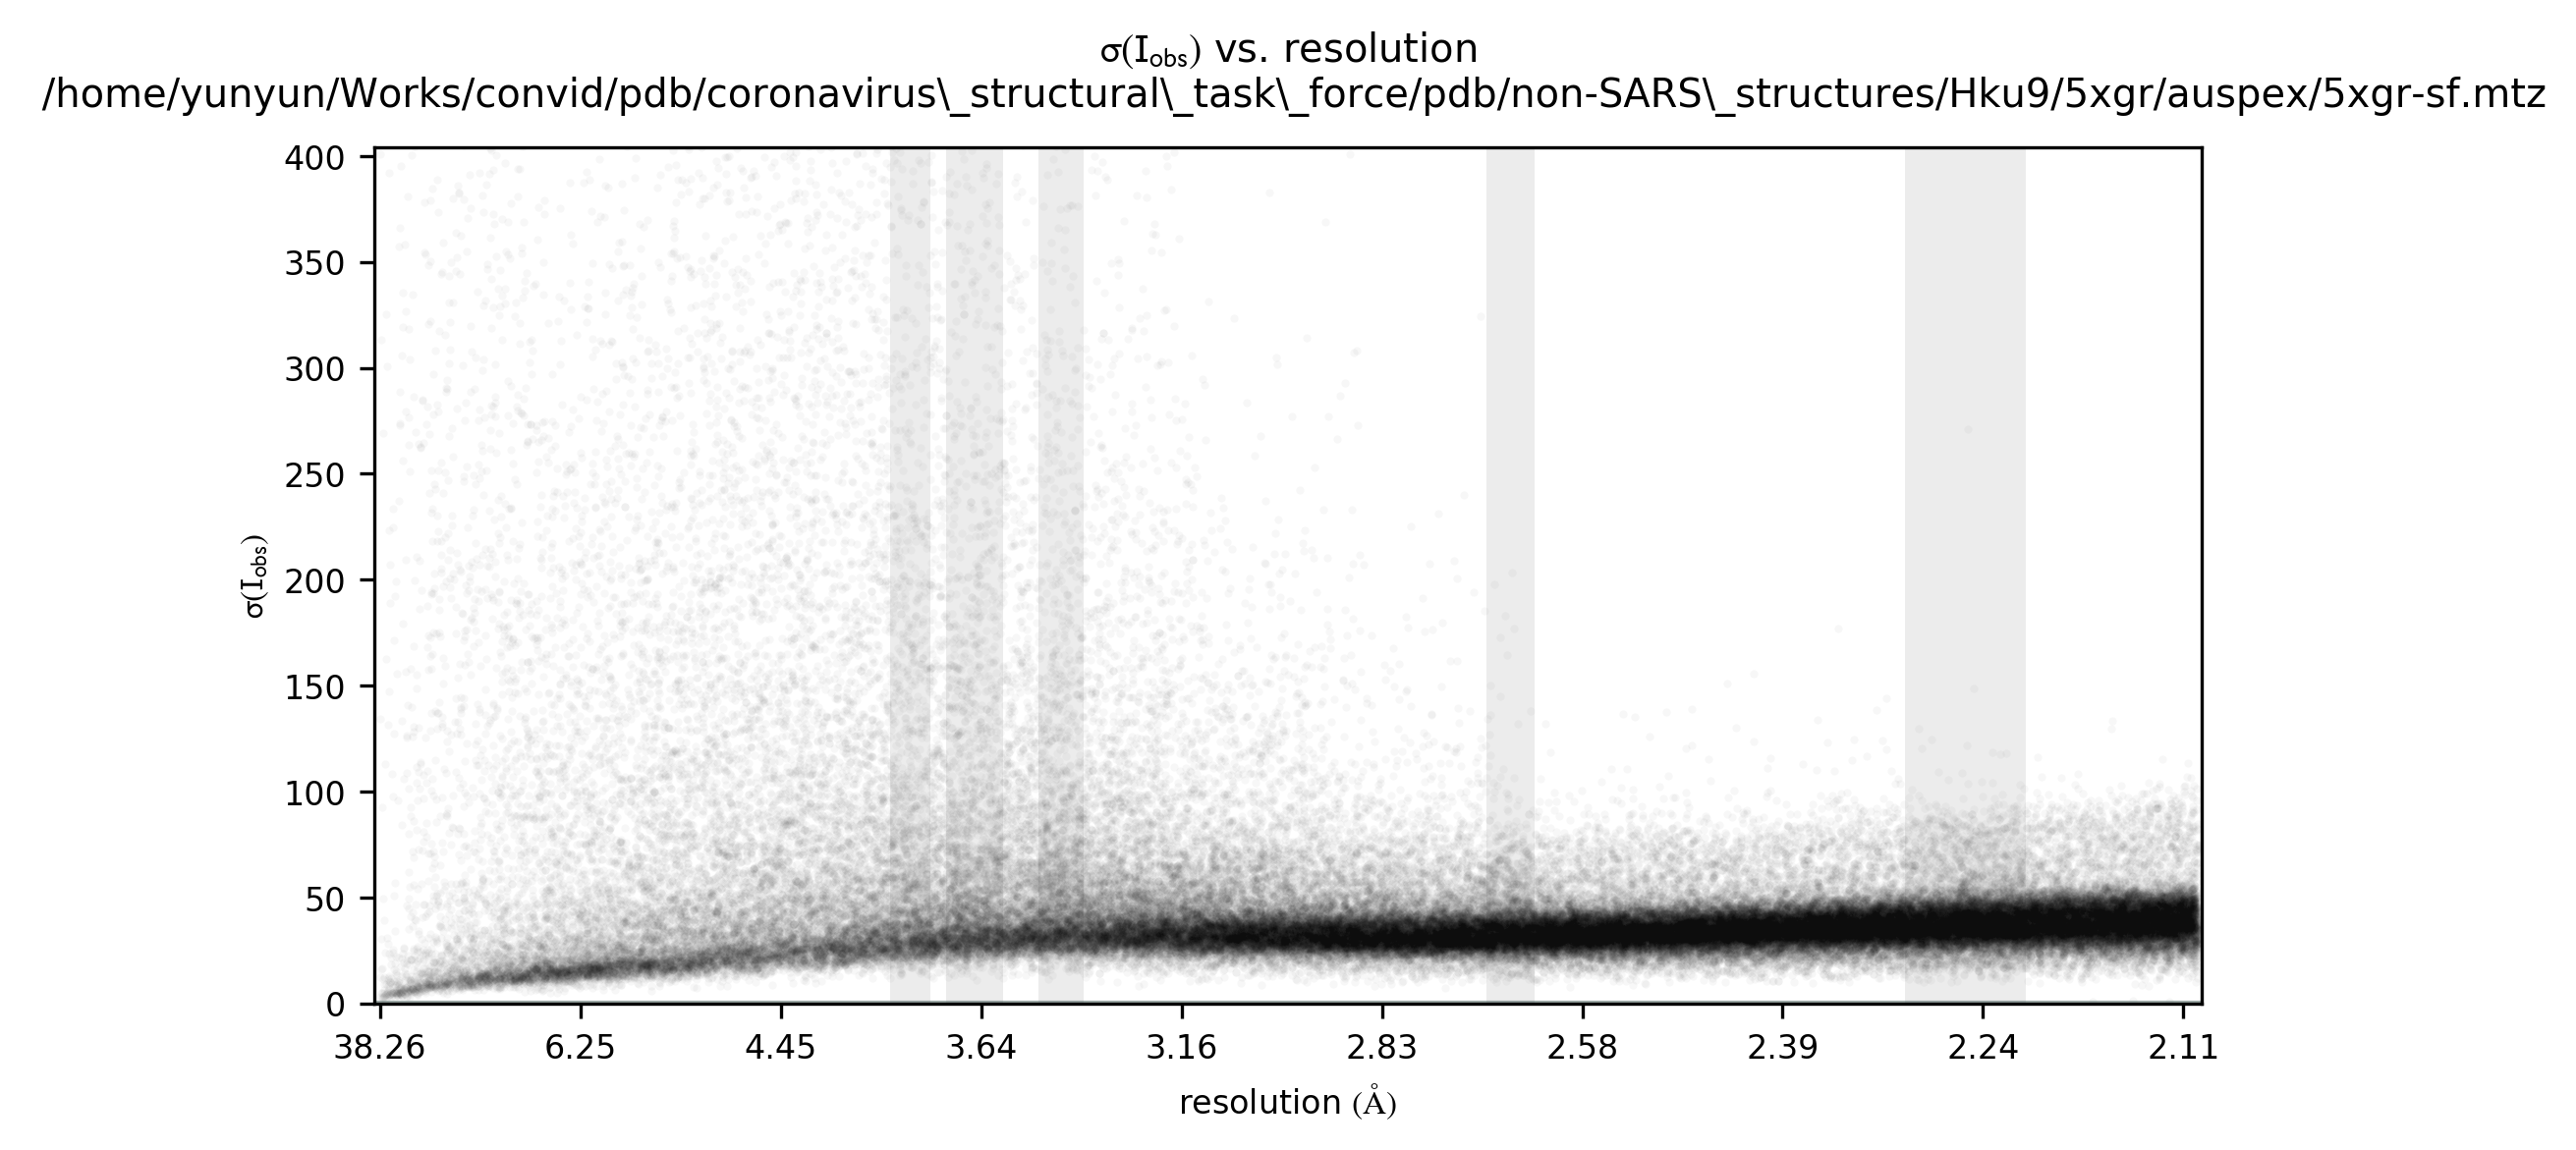 σ(I_obs) vs. resolution
/home/yunyun/Works/convid/pdb/coronavirus\_structural\_task\_force/pdb/non-SARS\_structures/Hku9/5xgr/auspex/5xgr-sf.mtz
400
350
300
250
200
150
100
50
0
σ(I_obs)
38.26 6.25 4.45 3.64 3.16 2.83 2.58 2.39 2.24 2.11
resolution (Å)